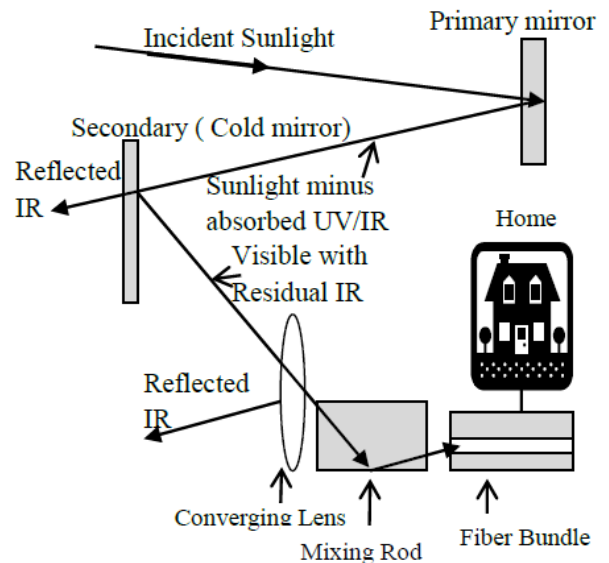 Primary mirror
Incident Sunlight
Secondary ( Cold mirror)
Reflected
IR
Sunlight minus
absorbed UV/IR
Home
Visible with
Residual IR
Reflected
IR
Converging Lens
Mixing Rod
Fiber Bundle